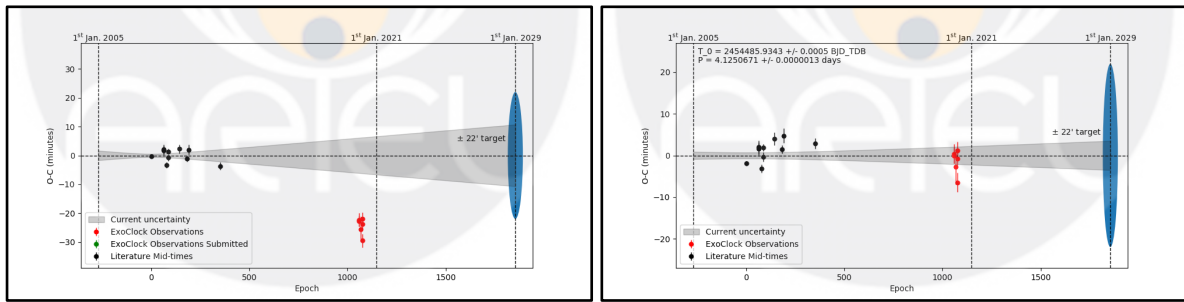 1st Jan. 2005
1st Jan. 2021
1st Jan. 2029
30
20
10
0
−10
−20
−30
O-C (minutes)
± 22' target
Current uncertainty
ExoClock Observations
ExoClock Observations Submitted
Literature Mid-times
0
500
1000
1500
Epoch
1st Jan. 2005
1st Jan. 2021
1st Jan. 2029
T_0 = 2454485.9343 +/- 0.0005 BJD_TDB
P = 4.1250671 +/- 0.0000013 days
20
10
0
−10
−20
O-C (minutes)
± 22' target
Current uncertainty
ExoClock Observations
Literature Mid-times
0
500
1000
1500
Epoch